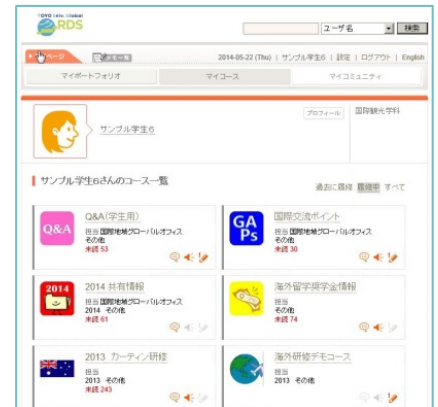 TOYO Univ. Global
RDS
ユーザ名
検索
2014-05-22 (Thu) | サンプル学生6 | 設定 | ログアウト | English
マイポートフォリオ
マイコース
マイコミュニティ
サンプル学生6
プロフィール
国際観光学科
サンプル学生6さんのコース一覧
過去に履修 履修中 すべて
Q&A
Q&A(学生用)
担当 国際地域グローバルオフィス
その他
未読 53
GAPs
国際交流ポイント
担当 国際地域グローバルオフィス
その他
未読 30
2014
2014 共有情報
担当 国際地域グローバルオフィス
2014 その他
未読 61
海外留学奨学金情報
担当
その他
未読 74
2013 カーティン研修
担当
2013 その他
未読 243
海外研修デモコース
担当
2013 その他